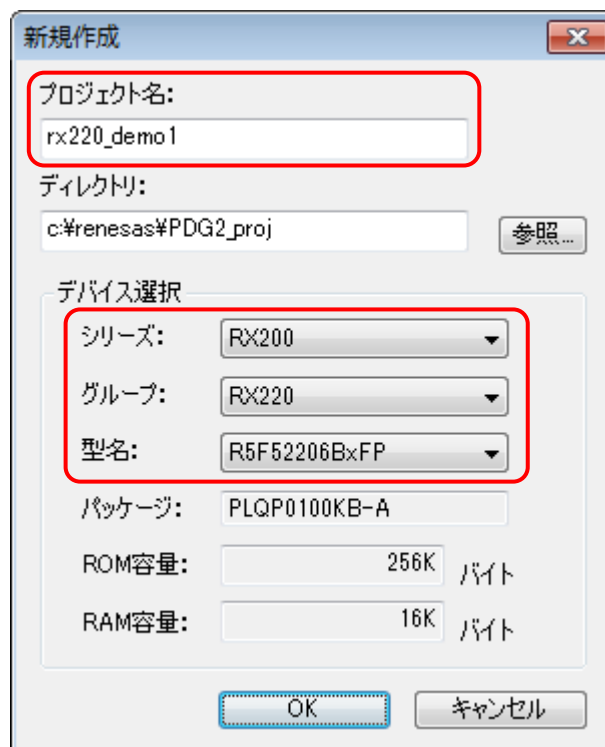 新規作成
プロジェクト名:
rx220_demo1
ディレクトリ:
c:¥renesas¥PDG2_proj
参照...
デバイス選択
シリーズ: RX200
グループ: RX220
型名: R5F52206BxFP
パッケージ: PLQP0100KB-A
ROM容量: 256K バイト
RAM容量: 16K バイト
OK キャンセル